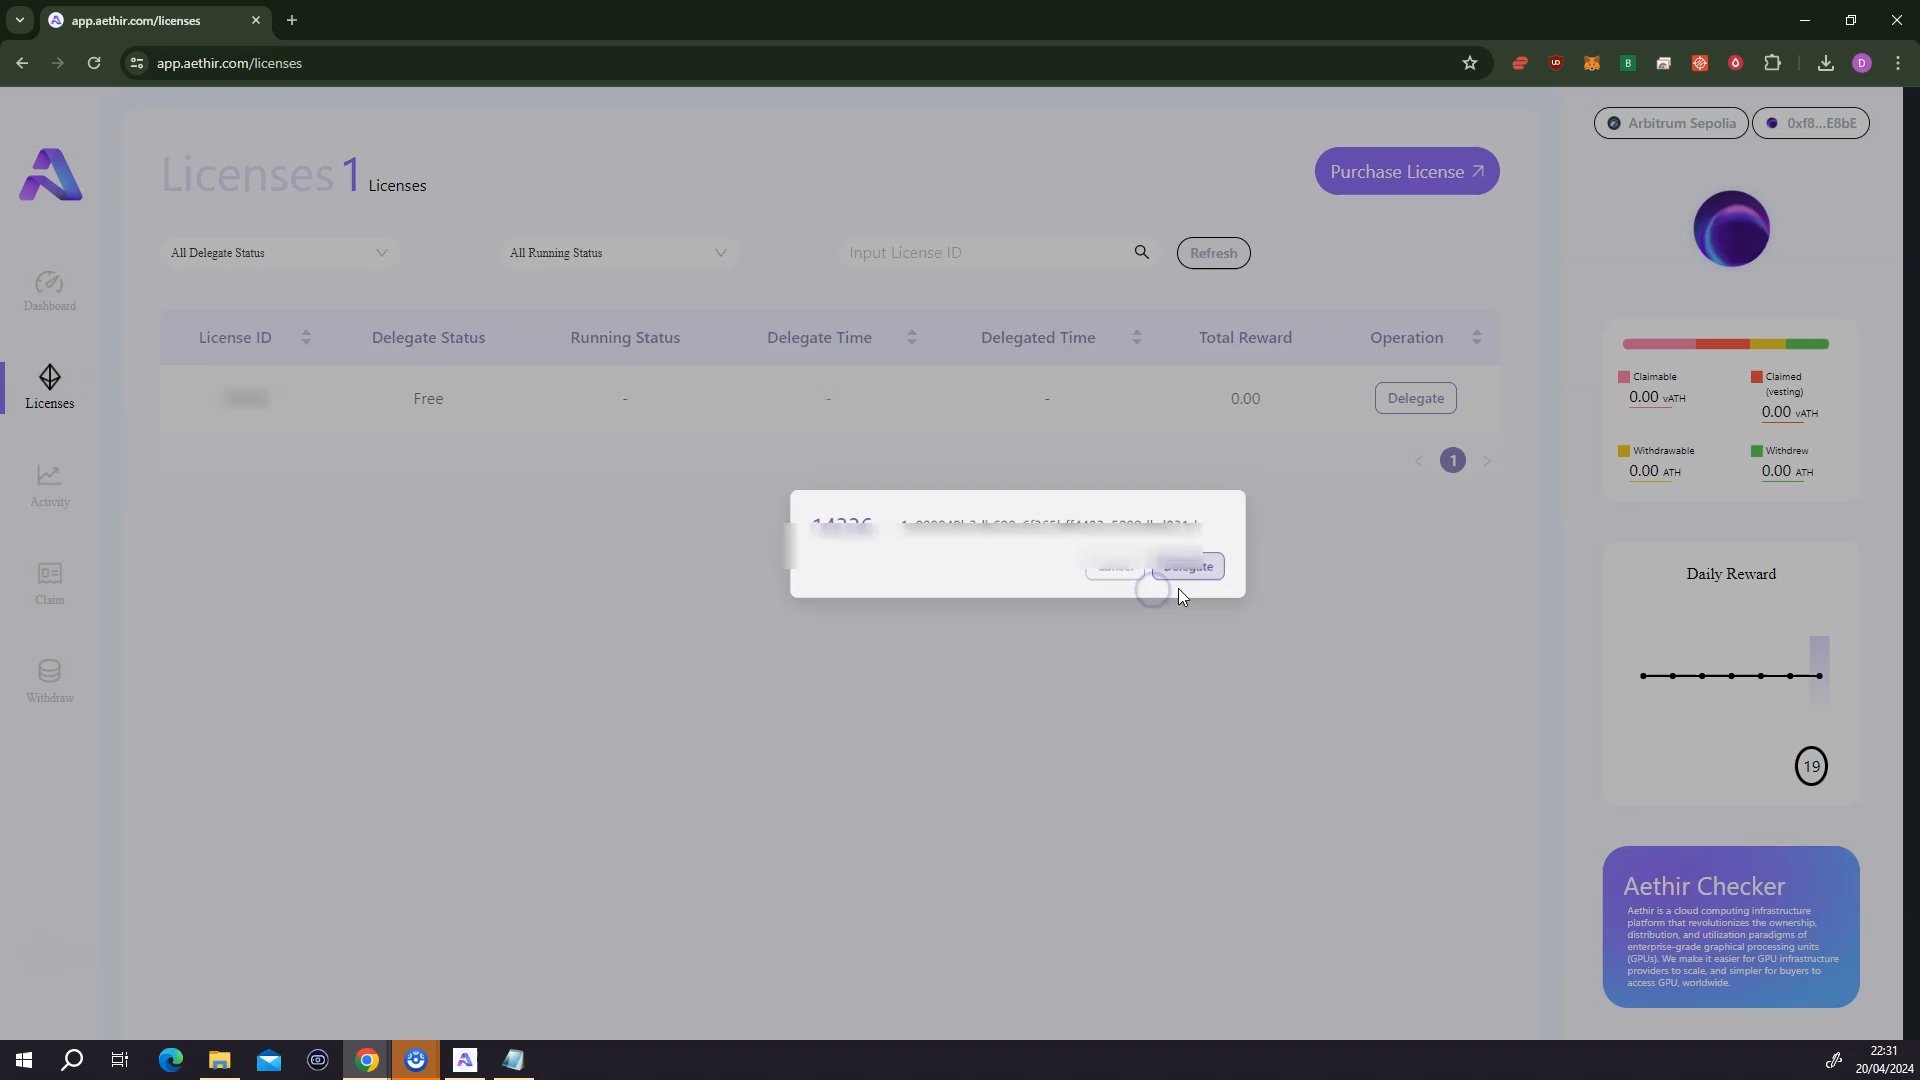 app.aethir.com/licenses
app.aethir.com/licenses
Arbitrum Sepolia
0xf8...E8bE
Licenses 1 Licenses
Purchase License
All Delegate Status
All Running Status
Input License ID
Refresh
Dashboard
Licenses
Activity
Claim
Withdraw
License ID
Delegate Status
Running Status
Delegate Time
Delegated Time
Total Reward
Operation
Free
-
-
-
0.00
Delegate
< 1 >
Delegate
Claimable
0.00 vATH
Claimed
(vesting)
0.00 vATH
Withdrawable
0.00 ATH
Withdrew
0.00 ATH
Daily Reward
19
Aethir Checker
Aethir is a cloud computing infrastructure
platform that revolutionizes the ownership,
distribution, and utilization paradigms of
enterprise-grade graphical processing units
(GPUs). We make it easier for GPU infrastructure
providers to scale, and simpler for buyers to
access GPU, worldwide.
D
B
22:31
20/04/2024